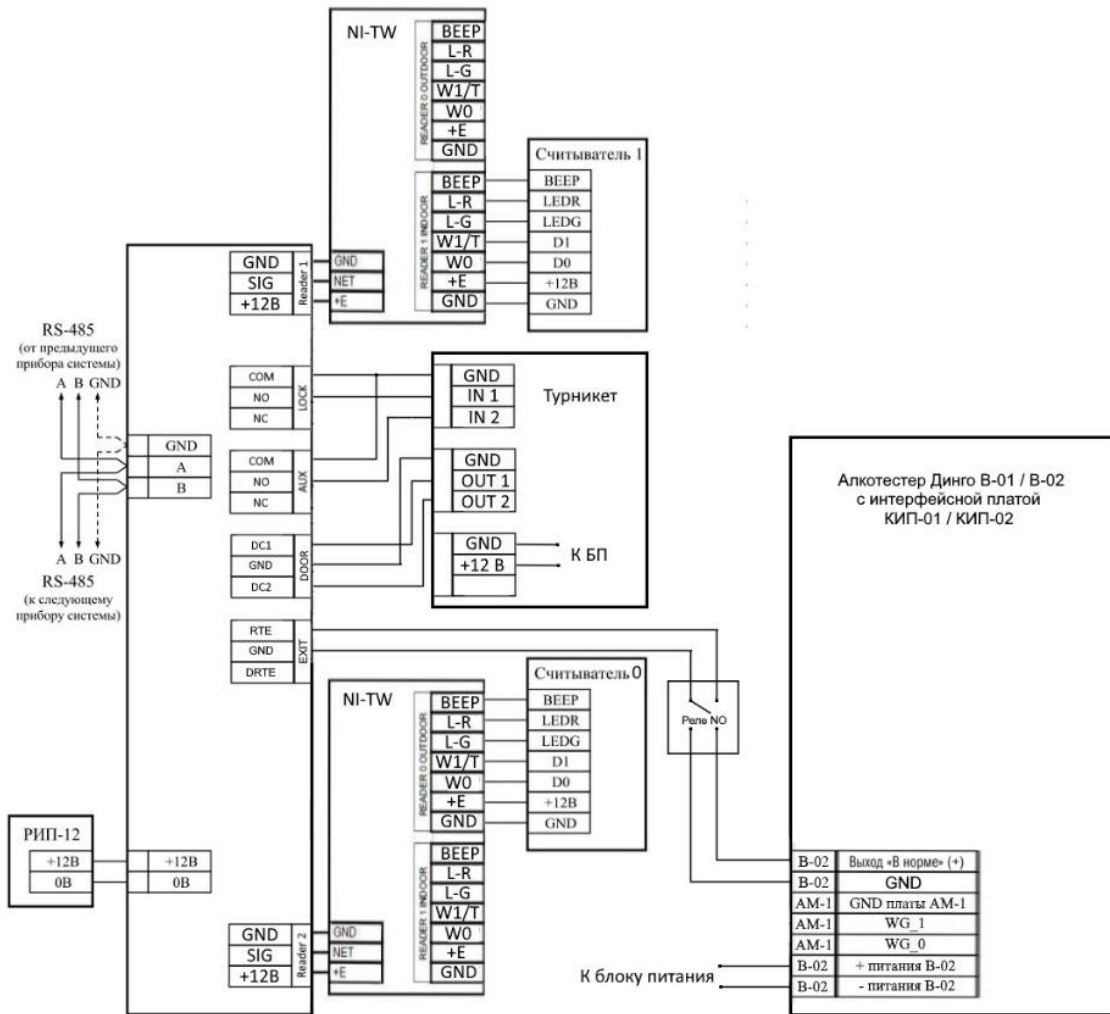 NI-TW
READER 0 OUTDOOR
BEEP
L-R
L-G
W1/T
W0
+E
GND
READER 1 INDOOR
BEEP
L-R
L-G
W1/T
W0
+E
GND
GND
NET
+E
Считыватель 1
BEEP
LEDR
LEDG
D1
D0
+12В
GND
GND
SIG
+12В
Reader 1
RS-485
(от предыдущего
прибора системы)
A B GND
GND
A
B
A B GND
RS-485
(к следующему
прибору системы)
COM
NO
NC
LOCK
COM
NO
NC
AUX
DC1
GND
DC2
DOOR
RTE
GND
DRTE
EXIT
Турникет
GND
IN 1
IN 2
GND
OUT 1
OUT 2
GND
+12 В
К БП
Алкотестер Динго В-01 / В-02
с интерфейсной платой
КИП-01 / КИП-02
Реле NO
NI-TW
READER 0 OUTDOOR
BEEP
L-R
L-G
W1/T
W0
+E
GND
READER 1 INDOOR
BEEP
L-R
L-G
W1/T
W0
+E
GND
GND
NET
+E
Считыватель 0
BEEP
LEDR
LEDG
D1
D0
+12В
GND
РИП-12
+12В
0В
+12В
0В
GND
SIG
+12В
Reader 2
В-02 Выход «В норме» (+)
В-02 GND
АМ-1 GND платы АМ-1
АМ-1 WG_1
АМ-1 WG_0
В-02 + питания В-02
В-02 - питания В-02
К блоку питания